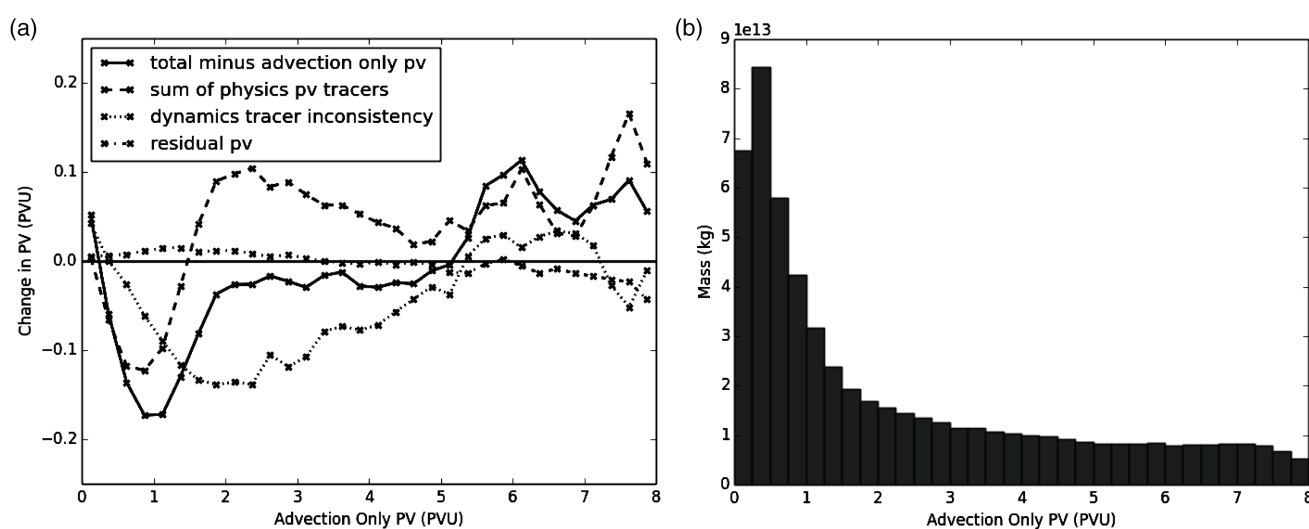 (a)
0.2
0.1
0.0
−0.1
−0.2
Change in PV (PVU)
total minus advection only pv
sum of physics pv tracers
dynamics tracer inconsistency
residual pv
0 1 2 3 4 5 6 7 8
Advection Only PV (PVU)
(b)
1e13
9
8
7
6
5
4
3
2
1
0
Mass (kg)
0 1 2 3 4 5 6 7 8
Advection Only PV (PVU)